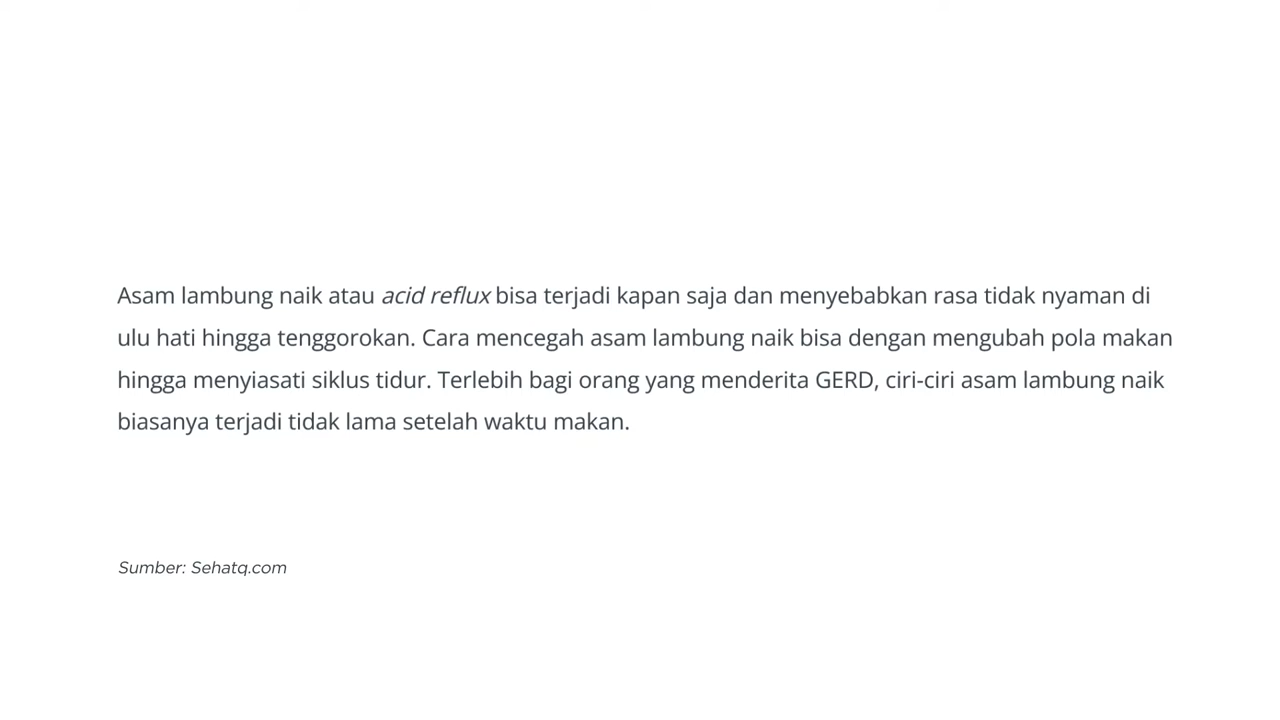 Asam lambung naik atau acid reflux bisa terjadi kapan saja dan menyebabkan rasa tidak nyaman di
ulu hati hingga tenggorokan. Cara mencegah asam lambung naik bisa dengan mengubah pola makan
hingga menyiasati siklus tidur. Terlebih bagi orang yang menderita GERD, ciri-ciri asam lambung naik
biasanya terjadi tidak lama setelah waktu makan.
Sumber: Sehatq.com